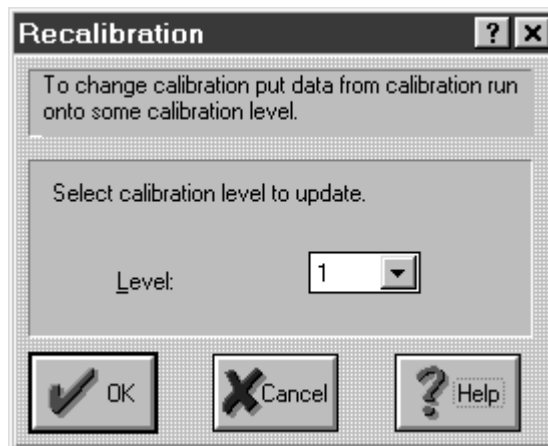 Recalibration
To change calibration put data from calibration run
onto some calibration level.
Select calibration level to update.
Level: 1
OK Cancel Help